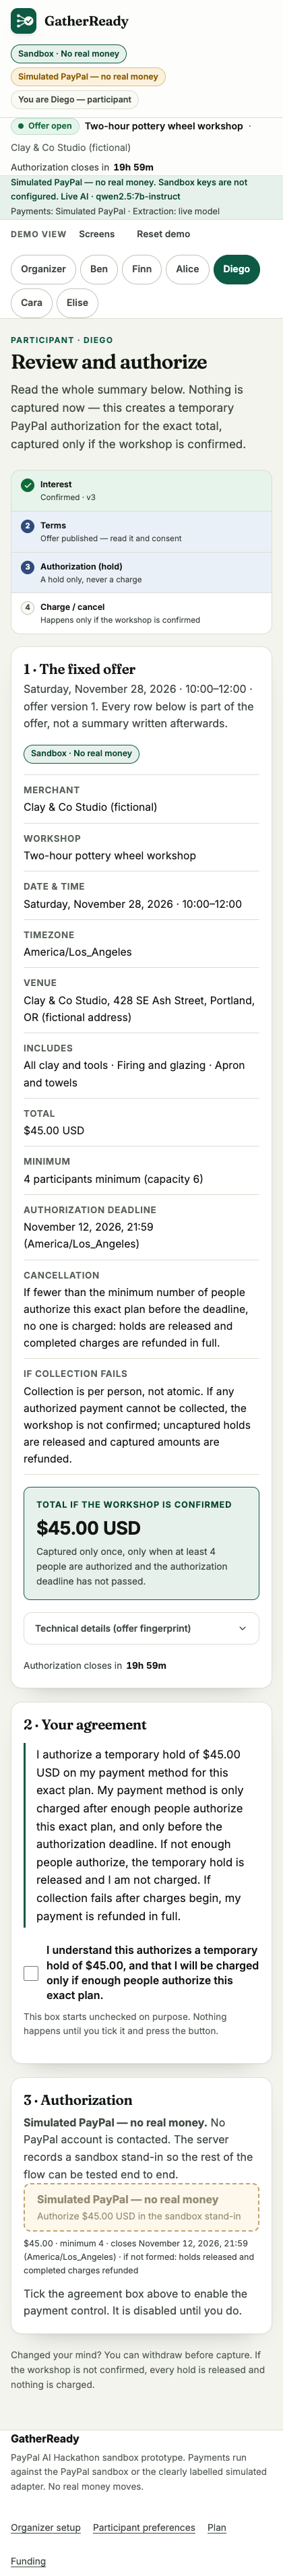 GatherReady
Sandbox · No real money
Simulated PayPal — no real money
You are Diego — participant
Offer open Two-hour pottery wheel workshop ·
Clay & Co Studio (fictional)
Authorization closes in 19h 59m
Simulated PayPal — no real money. Sandbox keys are not
configured. Live AI · qwen2.5:7b-instruct
Payments: Simulated PayPal · Extraction: live model
DEMO VIEW Screens Reset demo
Organizer Ben Finn Alice Diego
Cara Elise
PARTICIPANT · DIEGO
Review and authorize
Read the whole summary below. Nothing is
captured now — this creates a temporary
PayPal authorization for the exact total,
captured only if the workshop is confirmed.
Interest
Confirmed · v3
2 Terms
Offer published — read it and consent
3 Authorization (hold)
A hold only, never a charge
4 Charge / cancel
Happens only if the workshop is confirmed
1 · The fixed offer
Saturday, November 28, 2026 · 10:00–12:00 ·
offer version 1. Every row below is part of the
offer, not a summary written afterwards.
Sandbox · No real money
MERCHANT
Clay & Co Studio (fictional)
WORKSHOP
Two-hour pottery wheel workshop
DATE & TIME
Saturday, November 28, 2026 · 10:00–12:00
TIMEZONE
America/Los_Angeles
VENUE
Clay & Co Studio, 428 SE Ash Street, Portland,
OR (fictional address)
INCLUDES
All clay and tools · Firing and glazing · Apron
and towels
TOTAL
$45.00 USD
MINIMUM
4 participants minimum (capacity 6)
AUTHORIZATION DEADLINE
November 12, 2026, 21:59
(America/Los_Angeles)
CANCELLATION
If fewer than the minimum number of people
authorize this exact plan before the deadline,
no one is charged: holds are released and
completed charges are refunded in full.
IF COLLECTION FAILS
Collection is per person, not atomic. If any
authorized payment cannot be collected, the
workshop is not confirmed; uncaptured holds
are released and captured amounts are
refunded.
TOTAL IF THE WORKSHOP IS CONFIRMED
$45.00 USD
Captured only once, only when at least 4
people are authorized and the authorization
deadline has not passed.
Technical details (offer fingerprint)
Authorization closes in 19h 59m
2 · Your agreement
I authorize a temporary hold of $45.00
USD on my payment method for this
exact plan. My payment method is only
charged after enough people authorize
this exact plan, and only before the
authorization deadline. If not enough
people authorize, the temporary hold is
released and I am not charged. If
collection fails after charges begin, my
payment is refunded in full.
I understand this authorizes a temporary
hold of $45.00, and that I will be charged
only if enough people authorize this
exact plan.
This box starts unchecked on purpose. Nothing
happens until you tick it and press the button.
3 · Authorization
Simulated PayPal — no real money. No
PayPal account is contacted. The server
records a sandbox stand-in so the rest of the
flow can be tested end to end.
Simulated PayPal — no real money
Authorize $45.00 USD in the sandbox stand-in
$45.00 · minimum 4 · closes November 12, 2026, 21:59
(America/Los_Angeles) · if not formed: holds released and
completed charges refunded
Tick the agreement box above to enable the
payment control. It is disabled until you do.
Changed your mind? You can withdraw before capture. If
the workshop is not confirmed, every hold is released and
nothing is charged.
GatherReady
PayPal AI Hackathon sandbox prototype. Payments run
against the PayPal sandbox or the clearly labelled simulated
adapter. No real money moves.
Organizer setup Participant preferences Plan
Funding